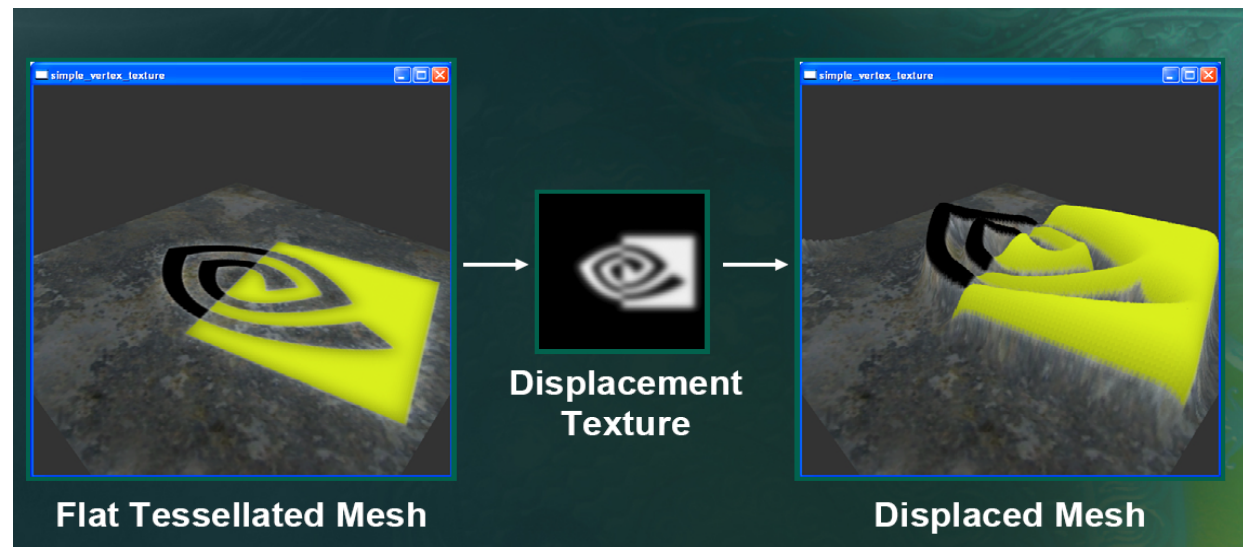 simple_vertex_texture
simple_vertex_texture
Displacement
Texture
Flat Tessellated Mesh
Displaced Mesh